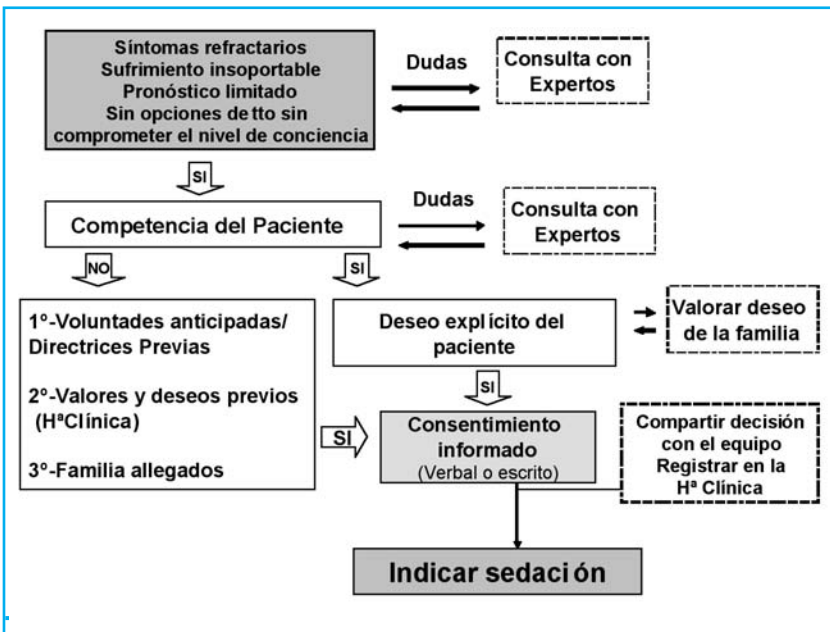 Síntomas refractarios
Sufrimiento insoportable
Pronóstico limitado
Sin opciones de tto sin
comprometer el nivel de conciencia
Dudas
Consulta con
Expertos
SI
Competencia del Paciente
Dudas
Consulta con
Expertos
NO
SI
1º-Voluntades anticipadas/
Directrices Previas
2º-Valores y deseos previos
(HªClínica)
3º-Familia allegados
Deseo explícito del
paciente
Valorar deseo
de la familia
SI
SI
Consentimiento
informado
(Verbal o escrito)
Compartir decisión
con el equipo
Registrar en la
Hª Clínica
Indicar sedación